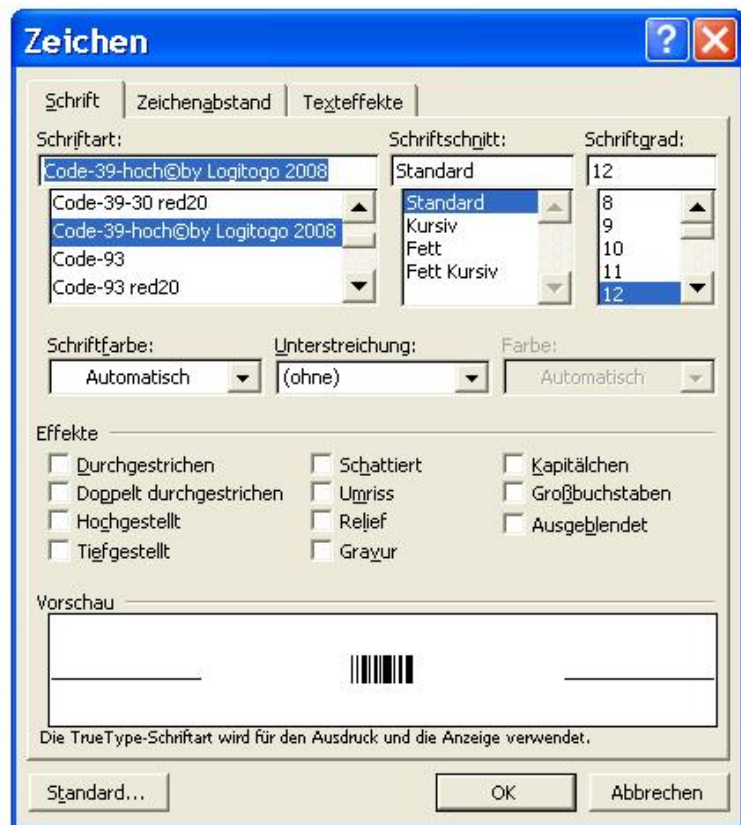 Zeichen
Schrift Zeichenabstand Texteffekte
Schriftart: Schriftschnitt: Schriftgrad:
Code-39-hoch©by Logitogo 2008 Standard 12
Code-39-30 red20 Standard 8
Code-39-hoch©by Logitogo 2008 Kursiv 9
Code-93 Fett 10
Code-93 red20 Fett Kursiv 11
12
Schriftfarbe: Unterstreichung: Farbe:
Automatisch (ohne) Automatisch
Effekte
Durchgestrichen Schattiert Kapitälchen
Doppelt durchgestrichen Umriss Großbuchstaben
Hochgestellt Relief Ausgeblendet
Tiefgestellt Gravur
Vorschau
Die TrueType-Schriftart wird für den Ausdruck und die Anzeige verwendet.
Standard... OK Abbrechen